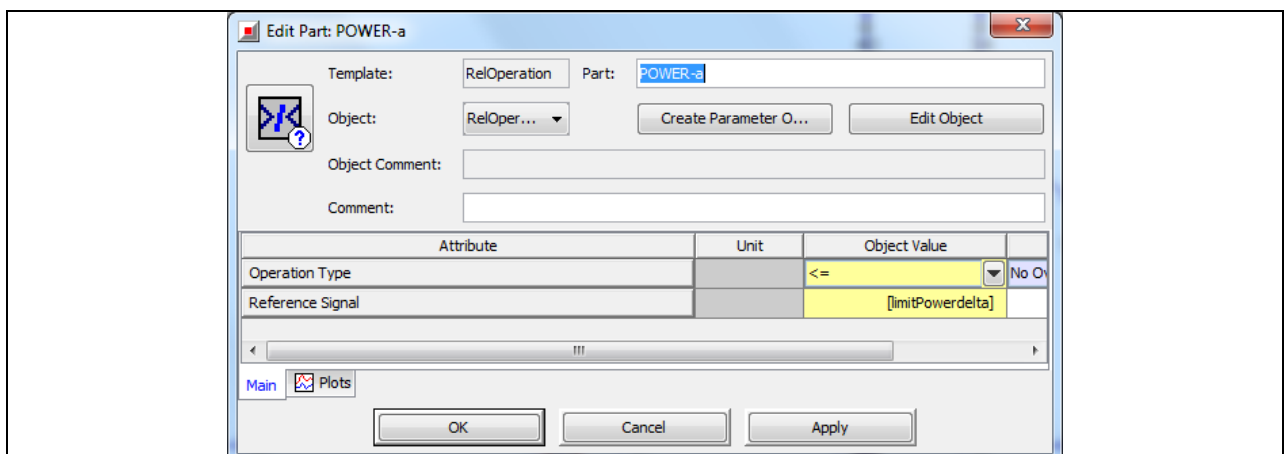 Edit Part: POWER-a
Template: RelOperation Part: POWER-a
Object: RelOper... Create Parameter O... Edit Object
Object Comment:
Comment:
Attribute Unit Object Value
Operation Type <= No Ov
Reference Signal [limitPowerdelta]
Main Plots
OK Cancel Apply